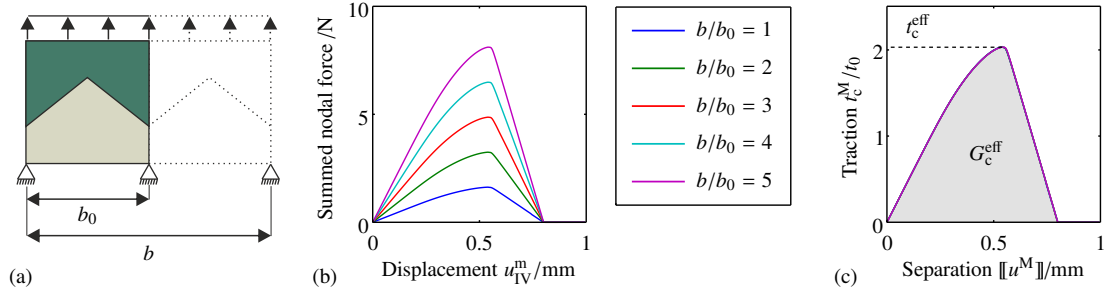 b₀
b
(a)
Summed nodal force /N
10
5
0
0
0.5
1
Displacement u_IV^m/mm
(b)
b/b₀ = 1
b/b₀ = 2
b/b₀ = 3
b/b₀ = 4
b/b₀ = 5
Traction t_c^M/t₀
t_c^eff
2
1
0
G_c^eff
0
0.5
1
Separation ⟦u^M⟧/mm
(c)